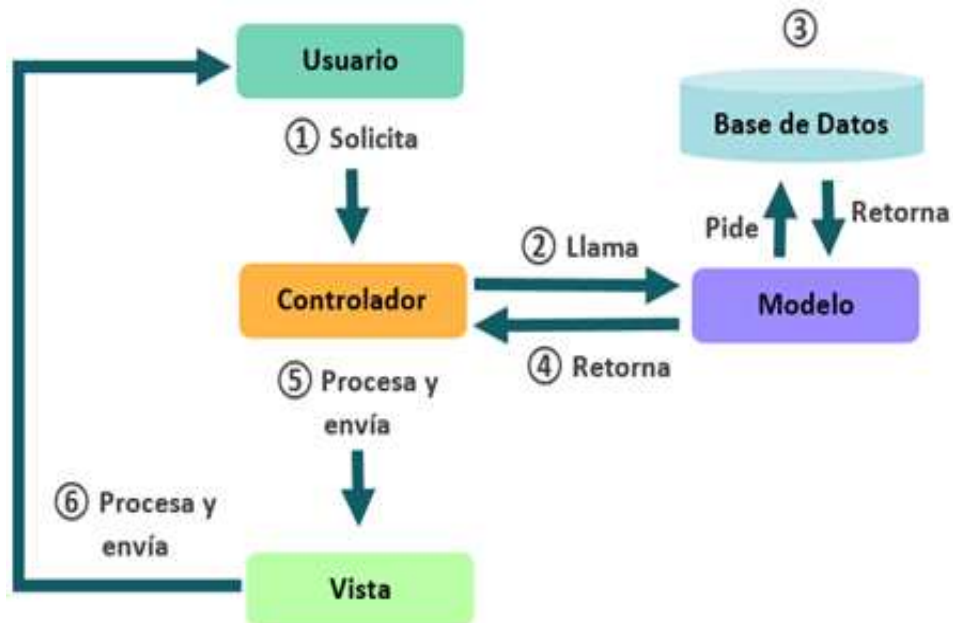 ③
Usuario
Base de Datos
① Solicita
Pide
Retorna
② Llama
Controlador
Modelo
④ Retorna
⑤ Procesa y
envía
⑥ Procesa y
envía
Vista